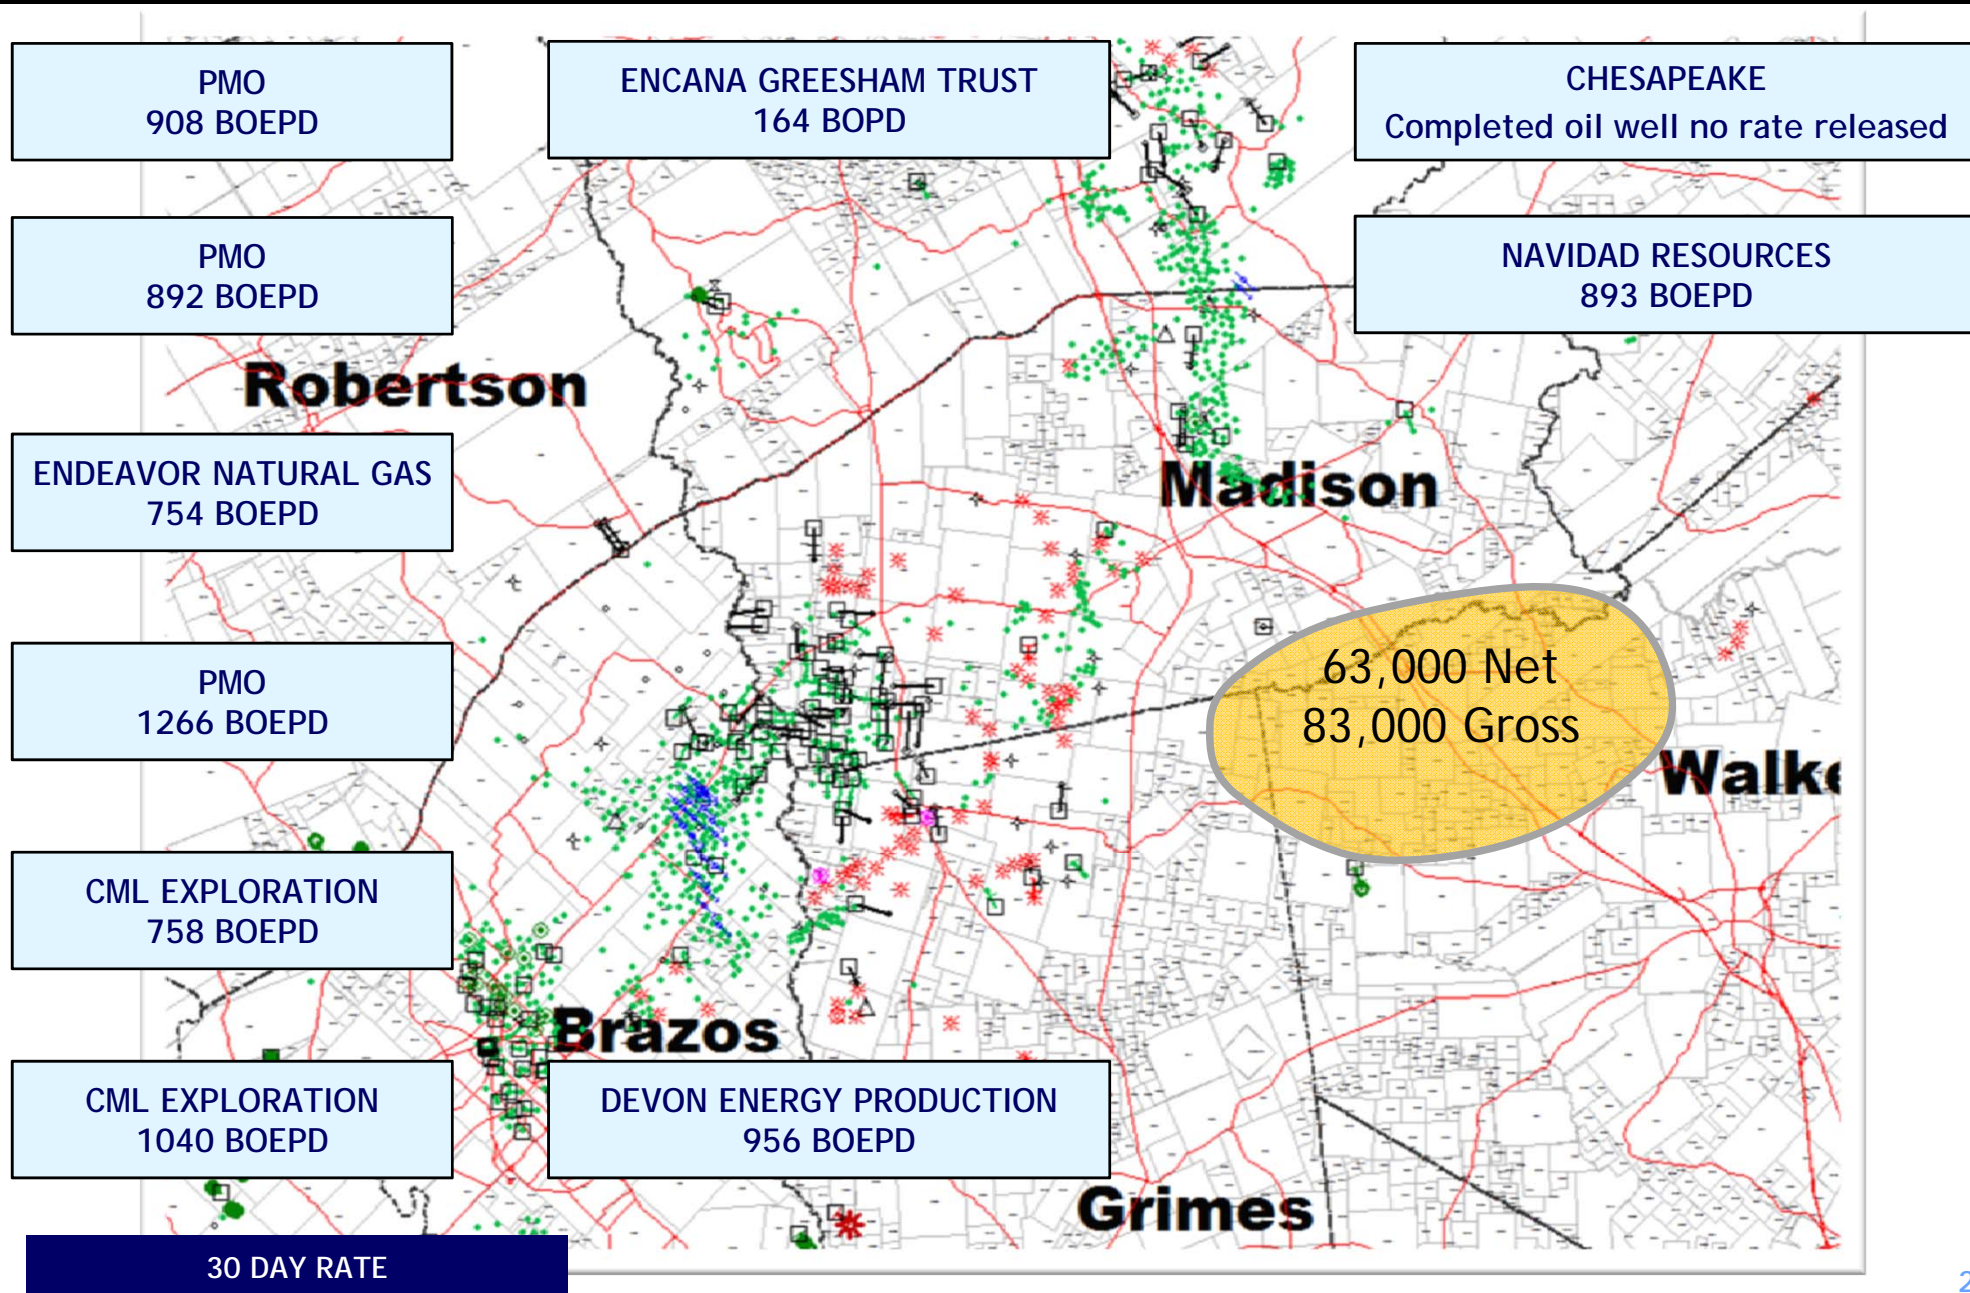 PMO
908 BOEPD
ENCANA GREESHAM TRUST
164 BOPD
CHESAPEAKE
Completed oil well no rate released
PMO
892 BOEPD
NAVIDAD RESOURCES
893 BOEPD
Robertson
ENDEAVOR NATURAL GAS
754 BOEPD
Madison
PMO
1266 BOEPD
63,000 Net
83,000 Gross
CML EXPLORATION
758 BOEPD
Brazos
CML EXPLORATION
1040 BOEPD
DEVON ENERGY PRODUCTION
956 BOEPD
Grimes
30 DAY RATE